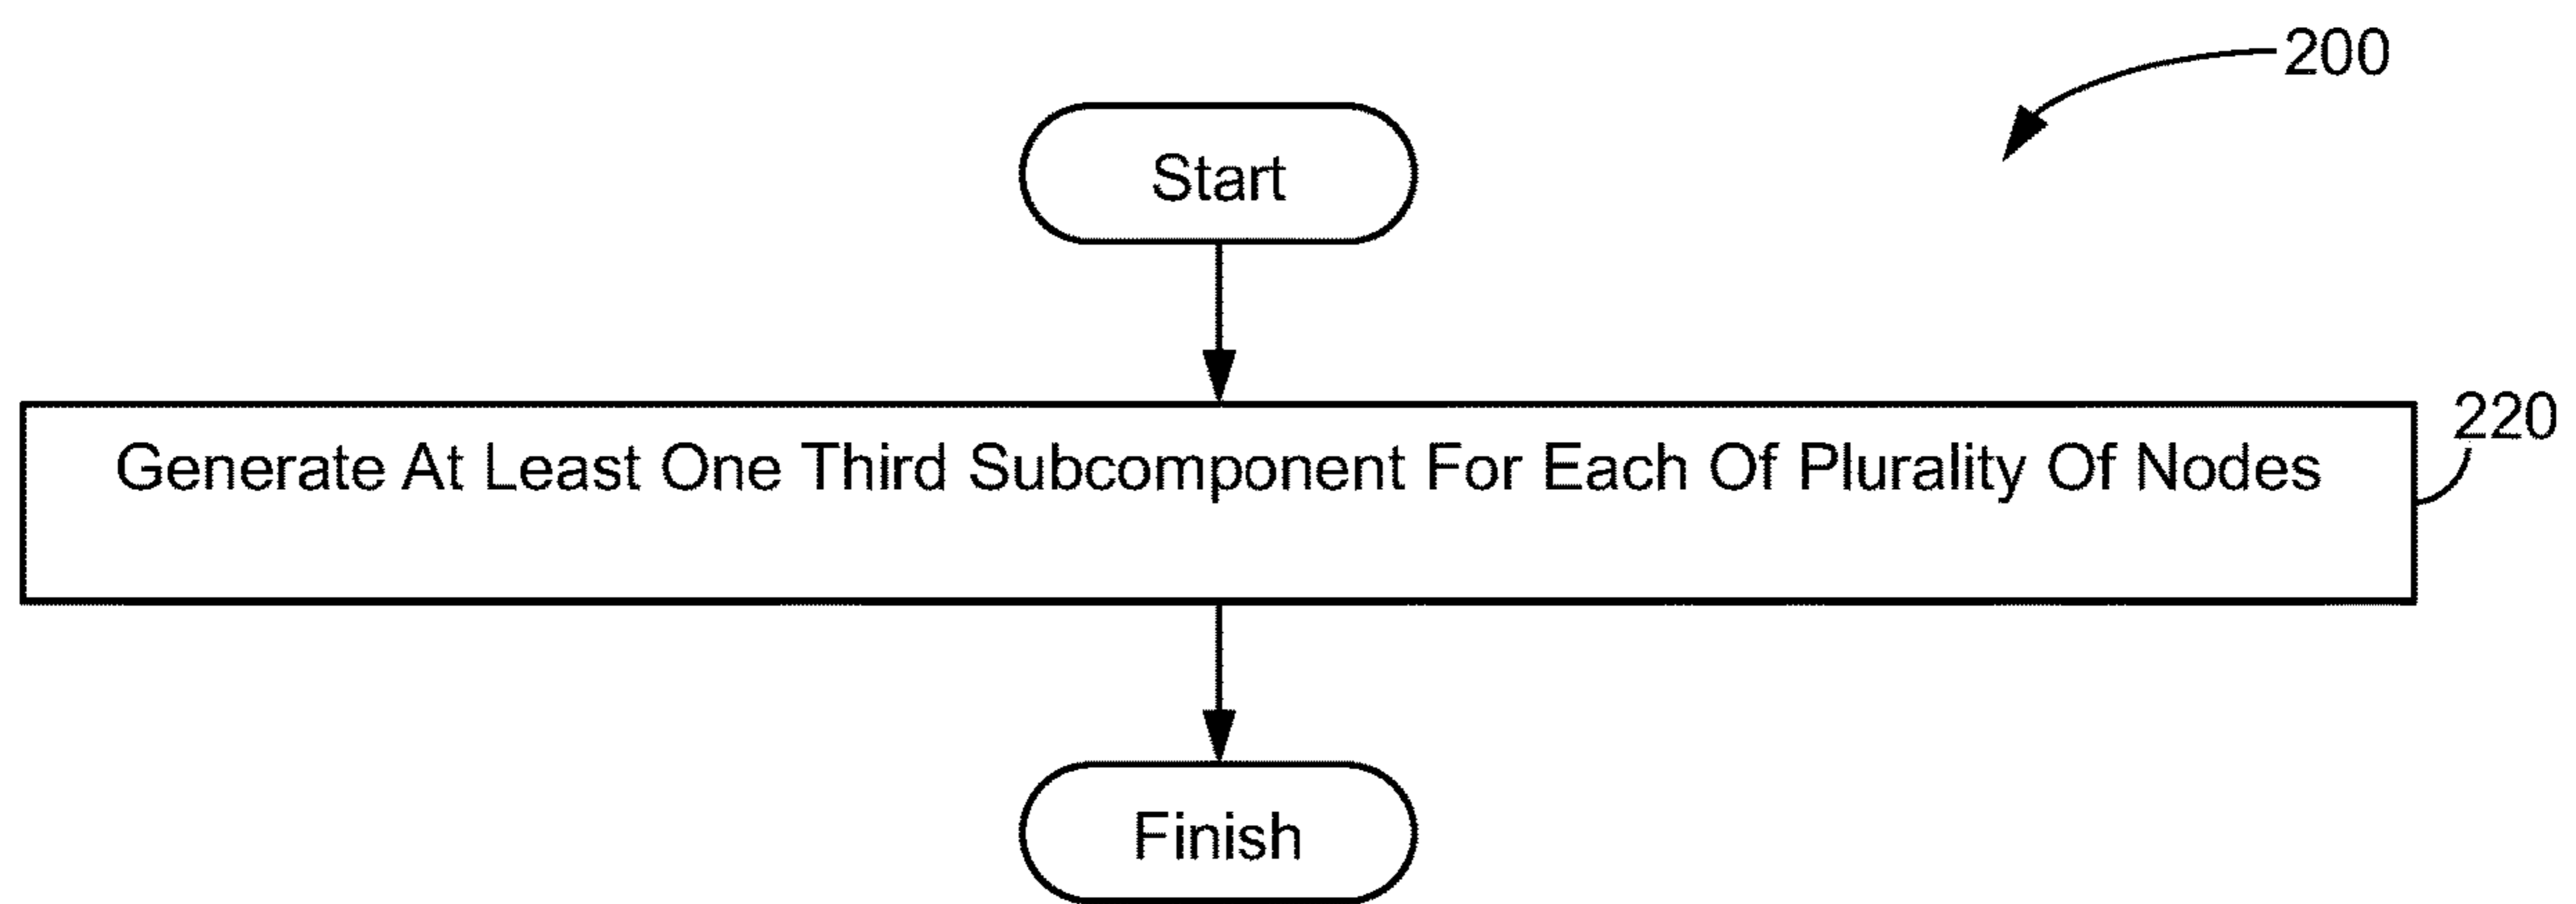 200
Start
Generate At Least One Third Subcomponent For Each Of Plurality Of Nodes
220
Finish